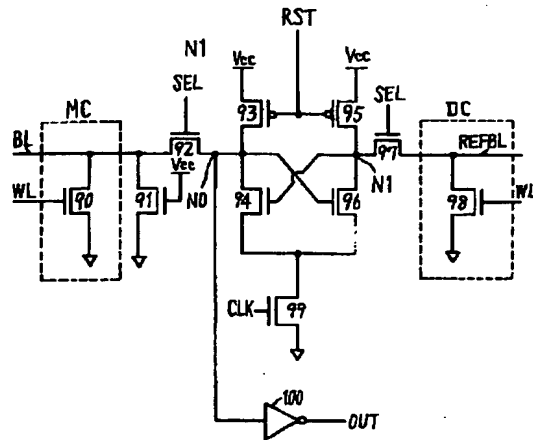 RST
N1
Vcc
Vcc
SEL
SEL
MC
DC
93
95
BL
92
97
REFBL
Vcc
WL
90
91
N0
94
96
N1
98
WL
CLK
99
100
OUT